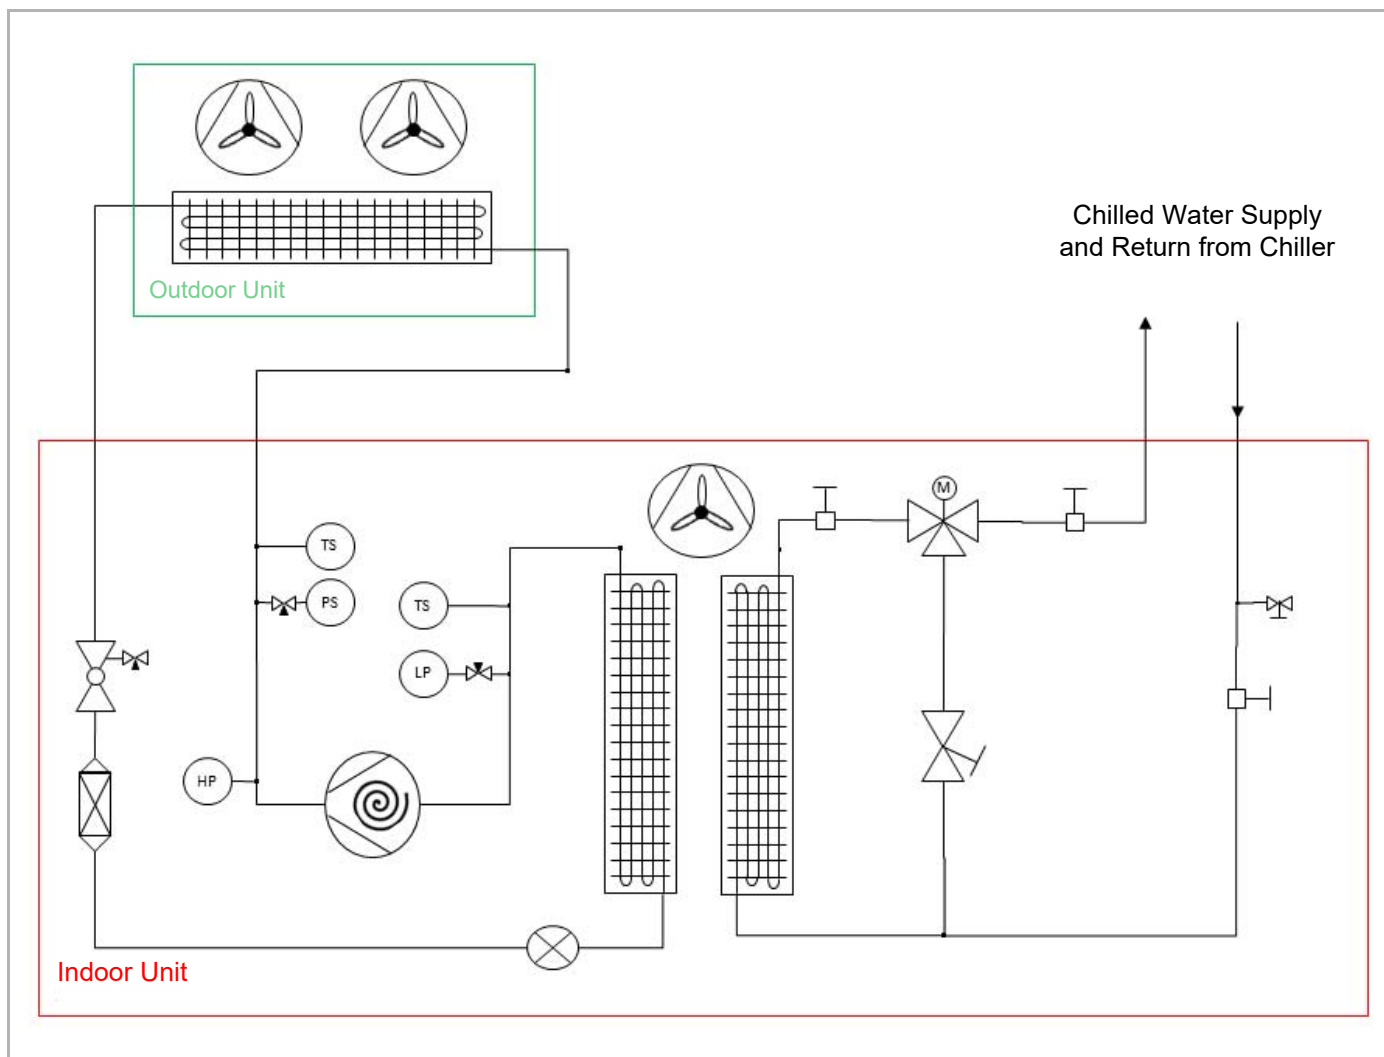 Chilled Water Supply
and Return from Chiller
Outdoor Unit
M
TS
PS
TS
LP
HP
Indoor Unit